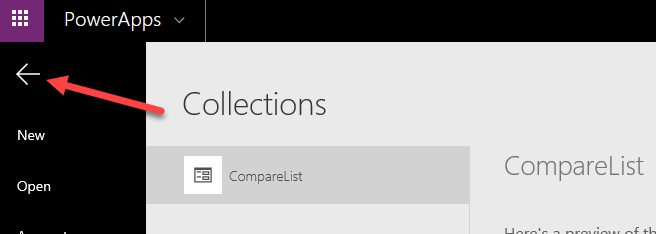 PowerApps
Collections
New
CompareList
CompareList
Open
Here's a preview of th